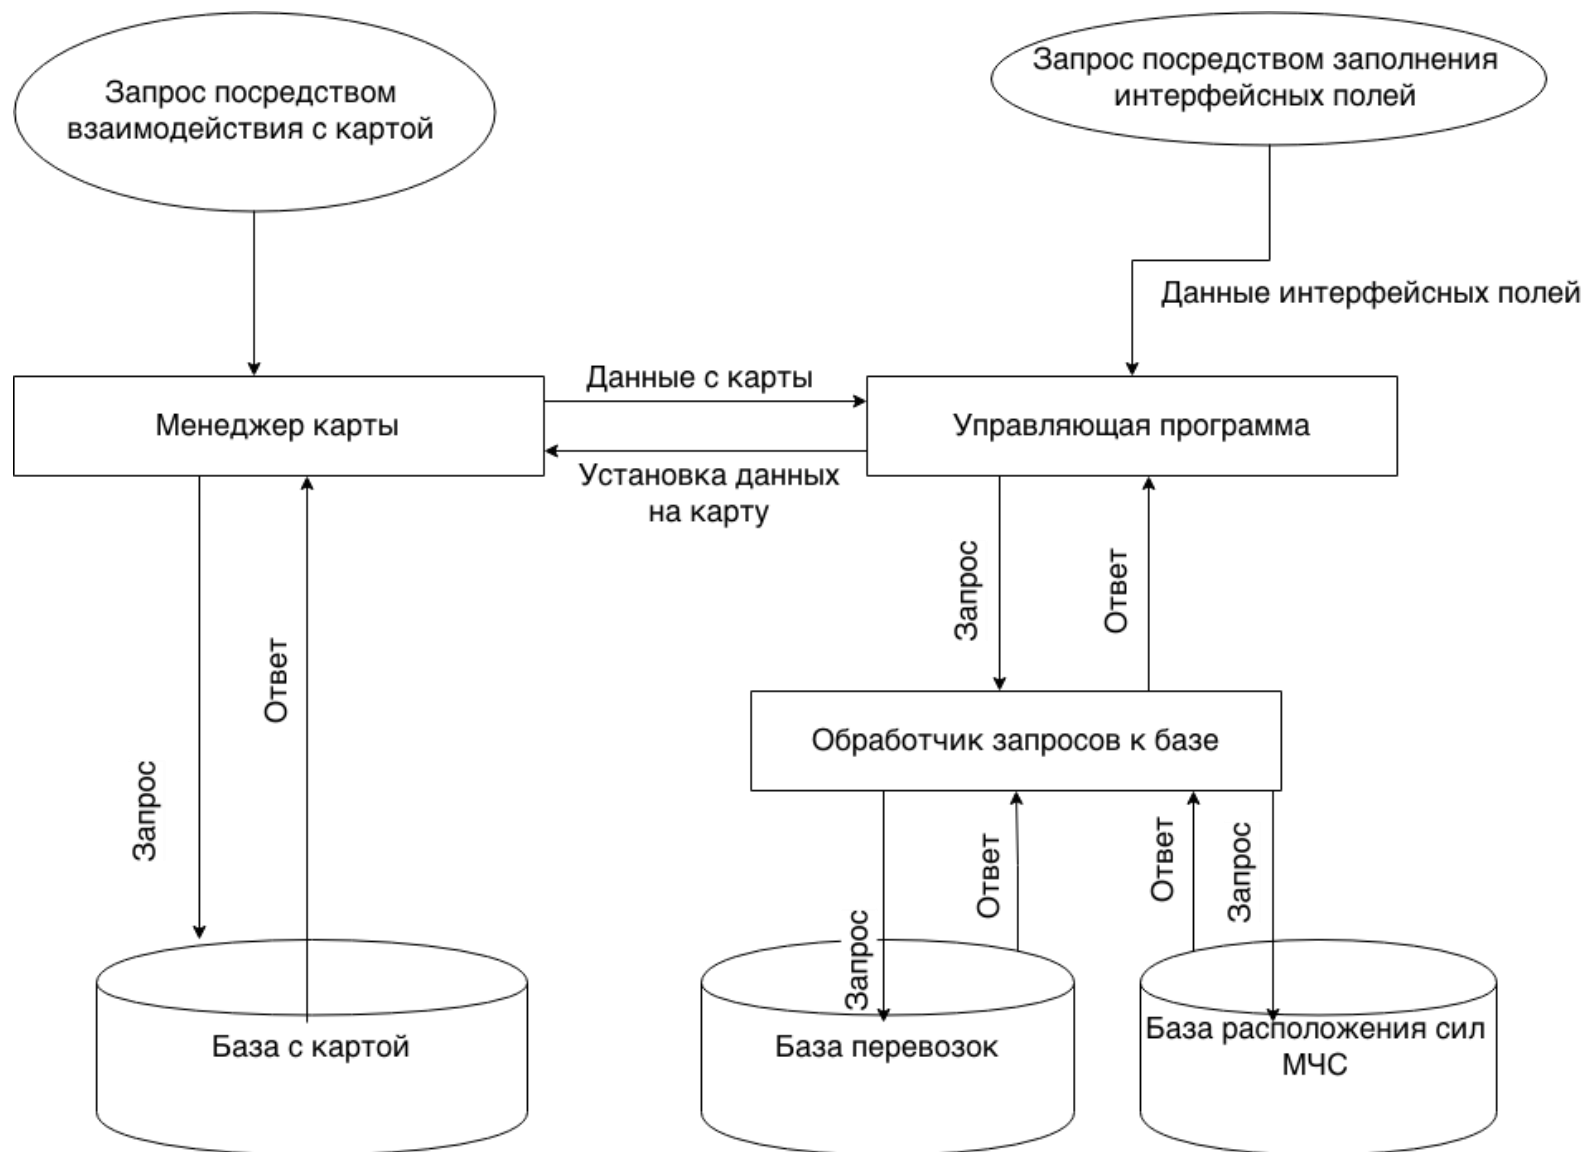 Запрос посредством
взаимодействия с картой
Запрос посредством заполнения
интерфейсных полей
Данные интерфейсных полей
Менеджер карты
Данные с карты
Управляющая программа
Установка данных
на карту
Запрос
Ответ
Запрос
Ответ
Обработчик запросов к базе
Запрос
Ответ
Ответ
Запрос
База с картой
База перевозок
База расположения сил
МЧС